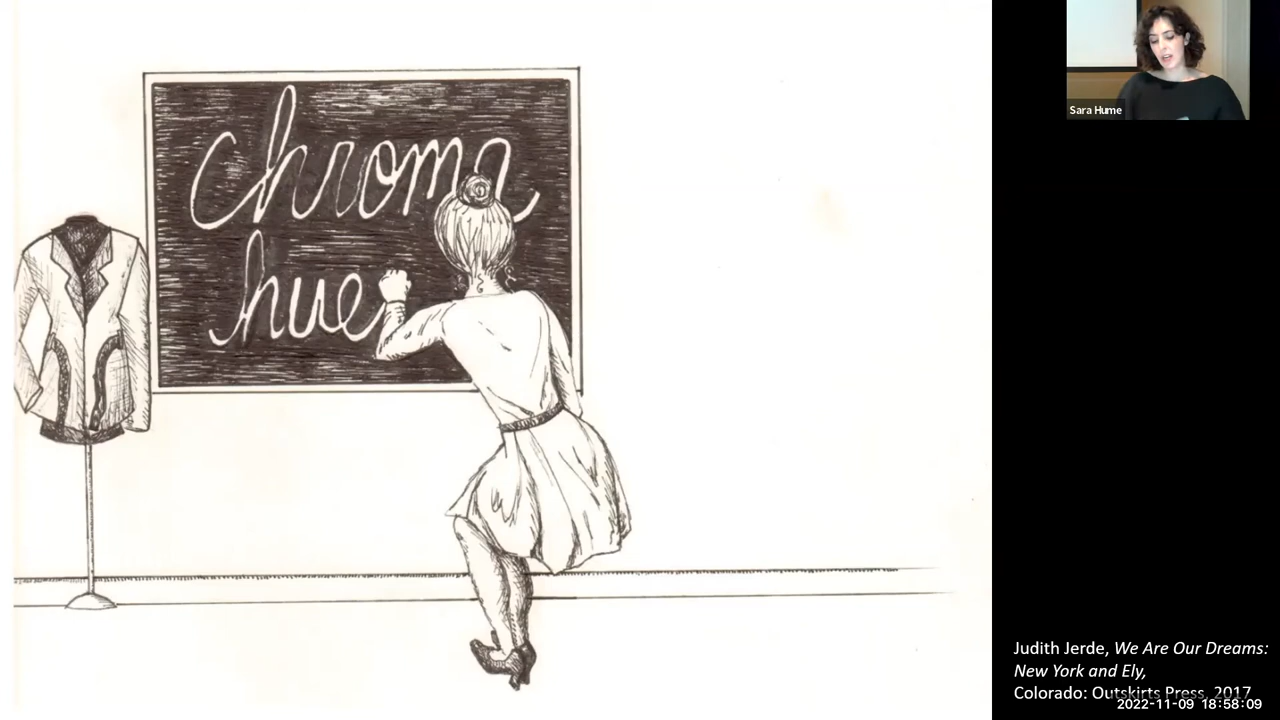 chroma
hue
Sara Hume
Judith Jerde, We Are Our Dreams:
New York and Ely,
Colorado: Outskirts Press, 2017
2022-11-09 18:58:09